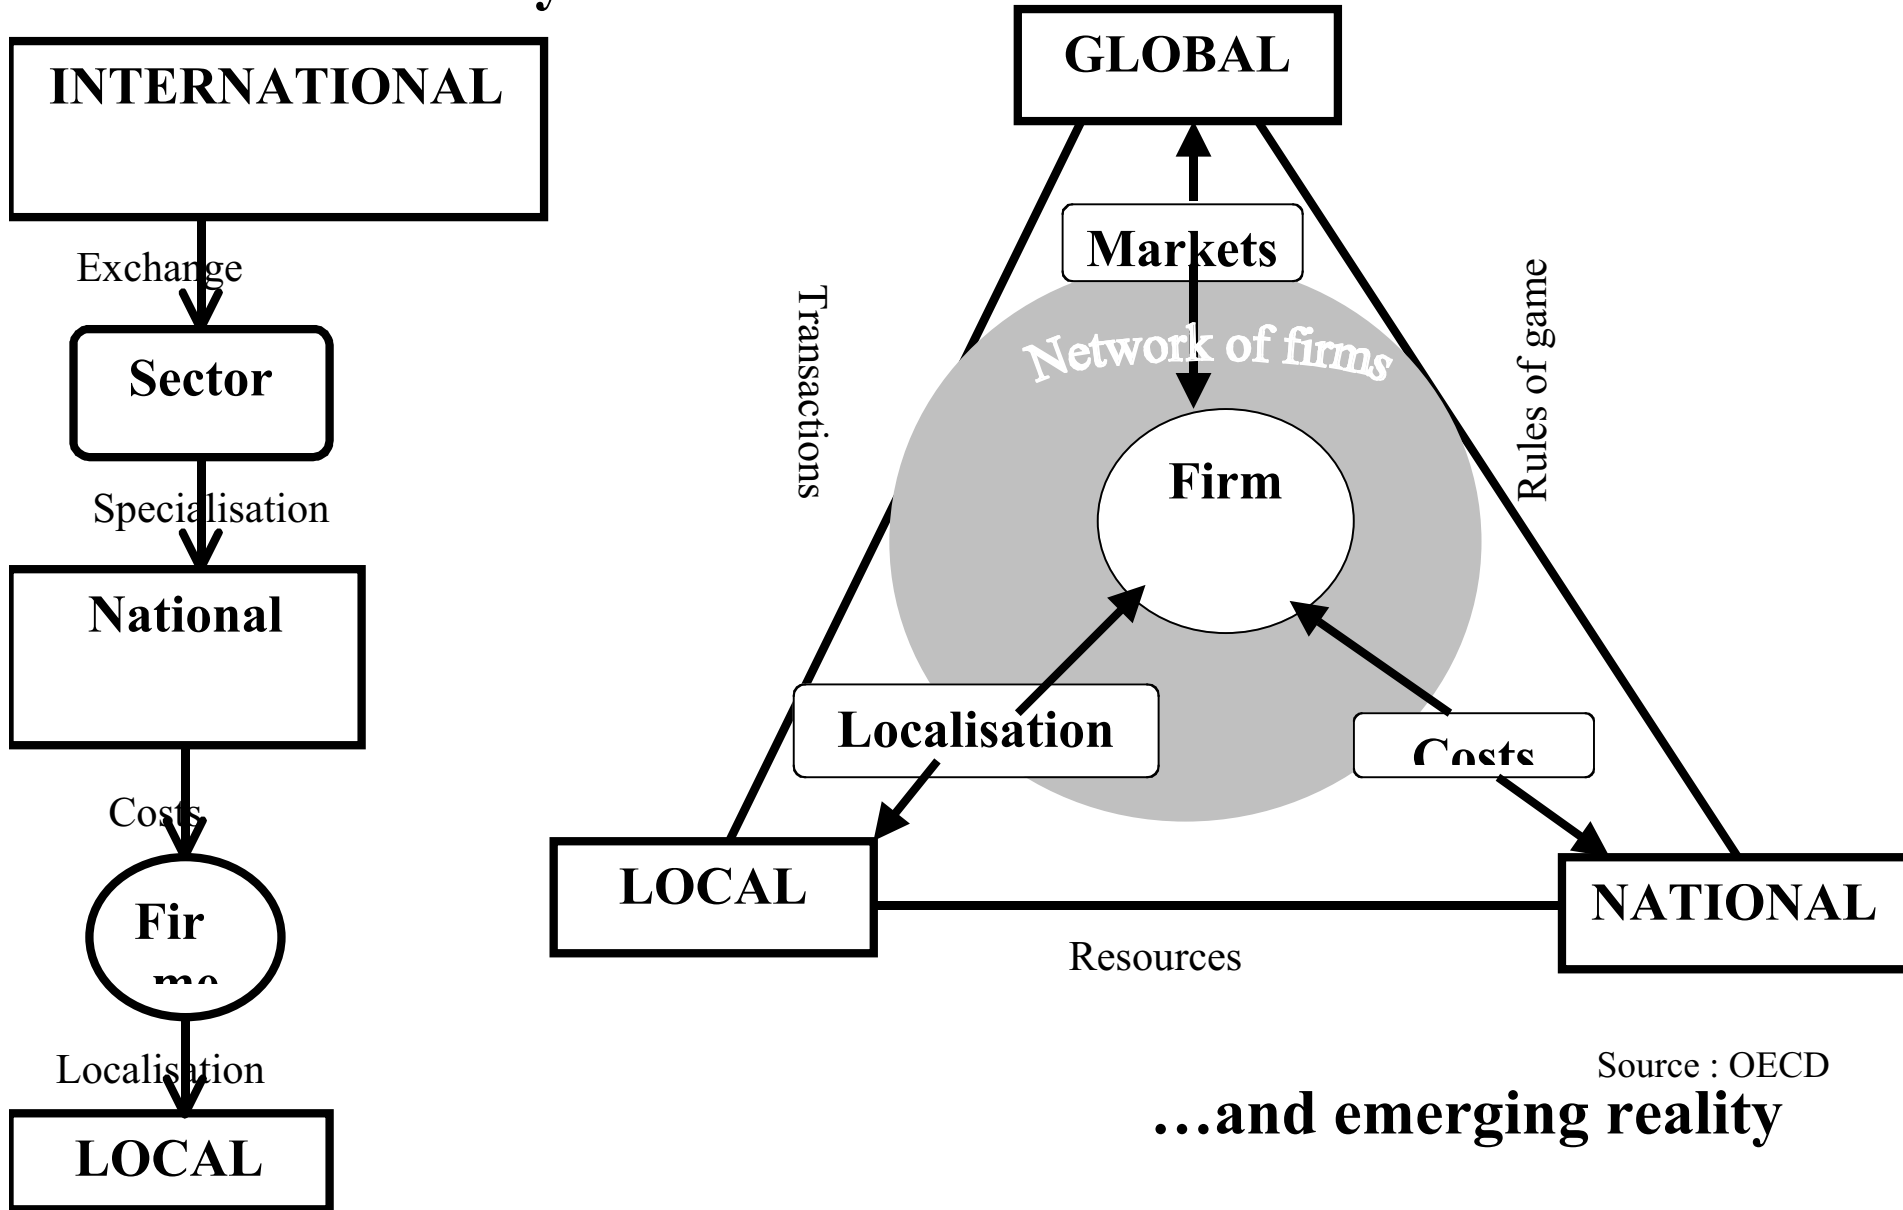 INTERNATIONAL
Exchange
Sector
Specialisation
National
Costs
Fir
me
Localisation
LOCAL
GLOBAL
Markets
Transactions
Rules of game
Network of firms
Firm
Localisation
Costs
LOCAL
NATIONAL
Resources
Source : OECD
…and emerging reality